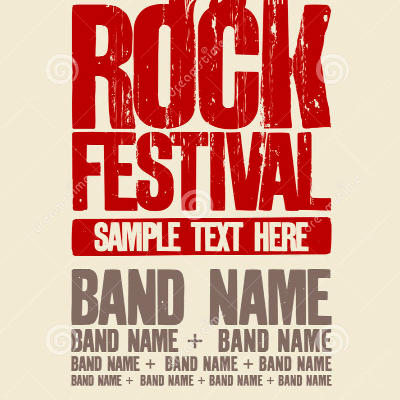 ROCK
FESTIVAL
SAMPLE TEXT HERE
BAND NAME
BAND NAME + BAND NAME
BAND NAME + BAND NAME + BAND NAME
BAND NAME + BAND NAME + BAND NAME + BAND NAME